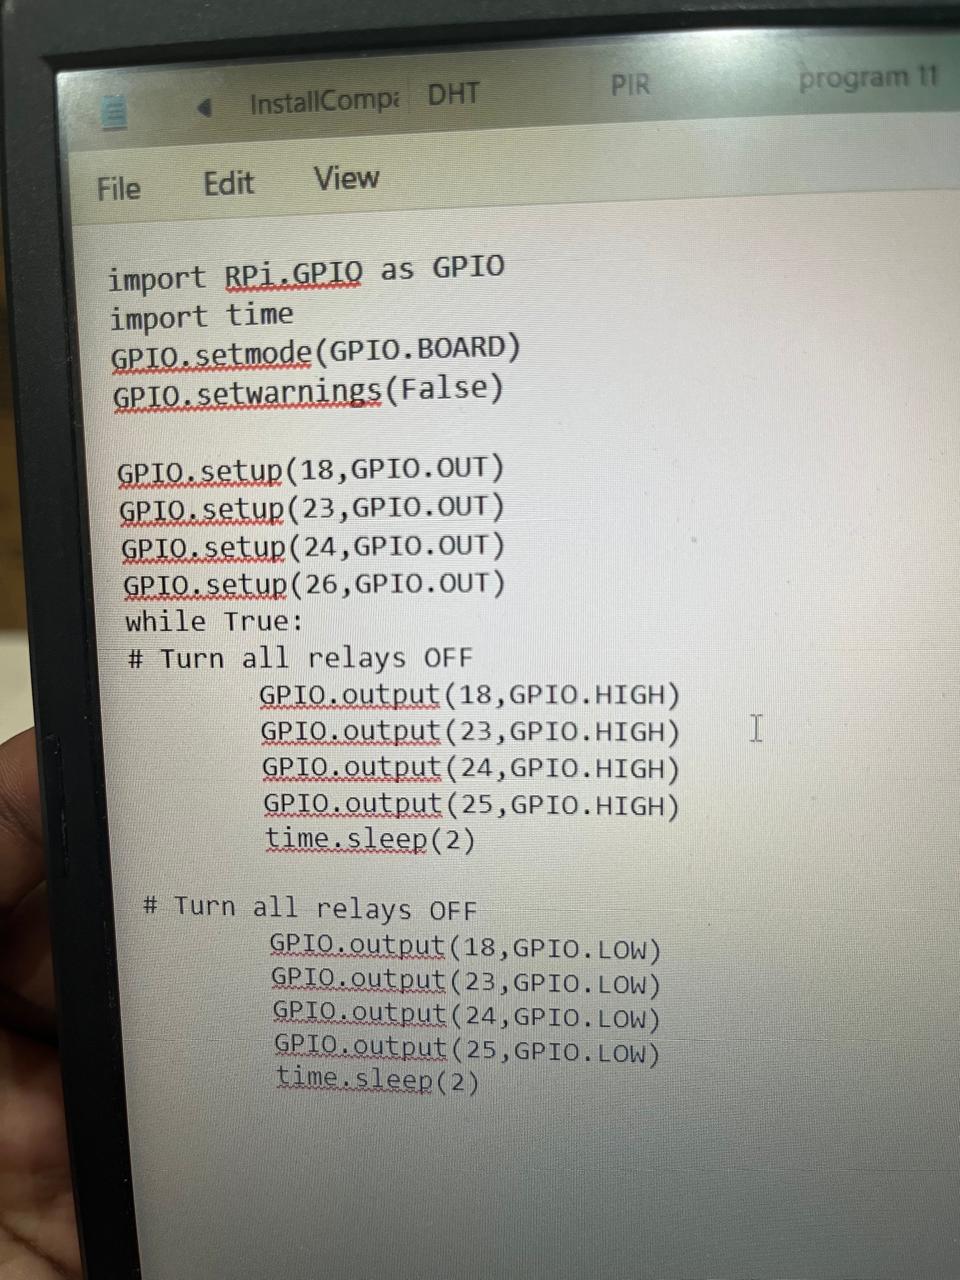 InstallCompa DHT PIR program 11
File Edit View
import RPi.GPIO as GPIO
import time
GPIO.setmode(GPIO.BOARD)
GPIO.setwarnings(False)
GPIO.setup(18,GPIO.OUT)
GPIO.setup(23,GPIO.OUT)
GPIO.setup(24,GPIO.OUT)
GPIO.setup(26,GPIO.OUT)
while True:
# Turn all relays OFF
GPIO.output(18,GPIO.HIGH)
GPIO.output(23,GPIO.HIGH)
GPIO.output(24,GPIO.HIGH)
GPIO.output(25,GPIO.HIGH)
time.sleep(2)
# Turn all relays OFF
GPIO.output(18,GPIO.LOW)
GPIO.output(23,GPIO.LOW)
GPIO.output(24,GPIO.LOW)
GPIO.output(25,GPIO.LOW)
time.sleep(2)